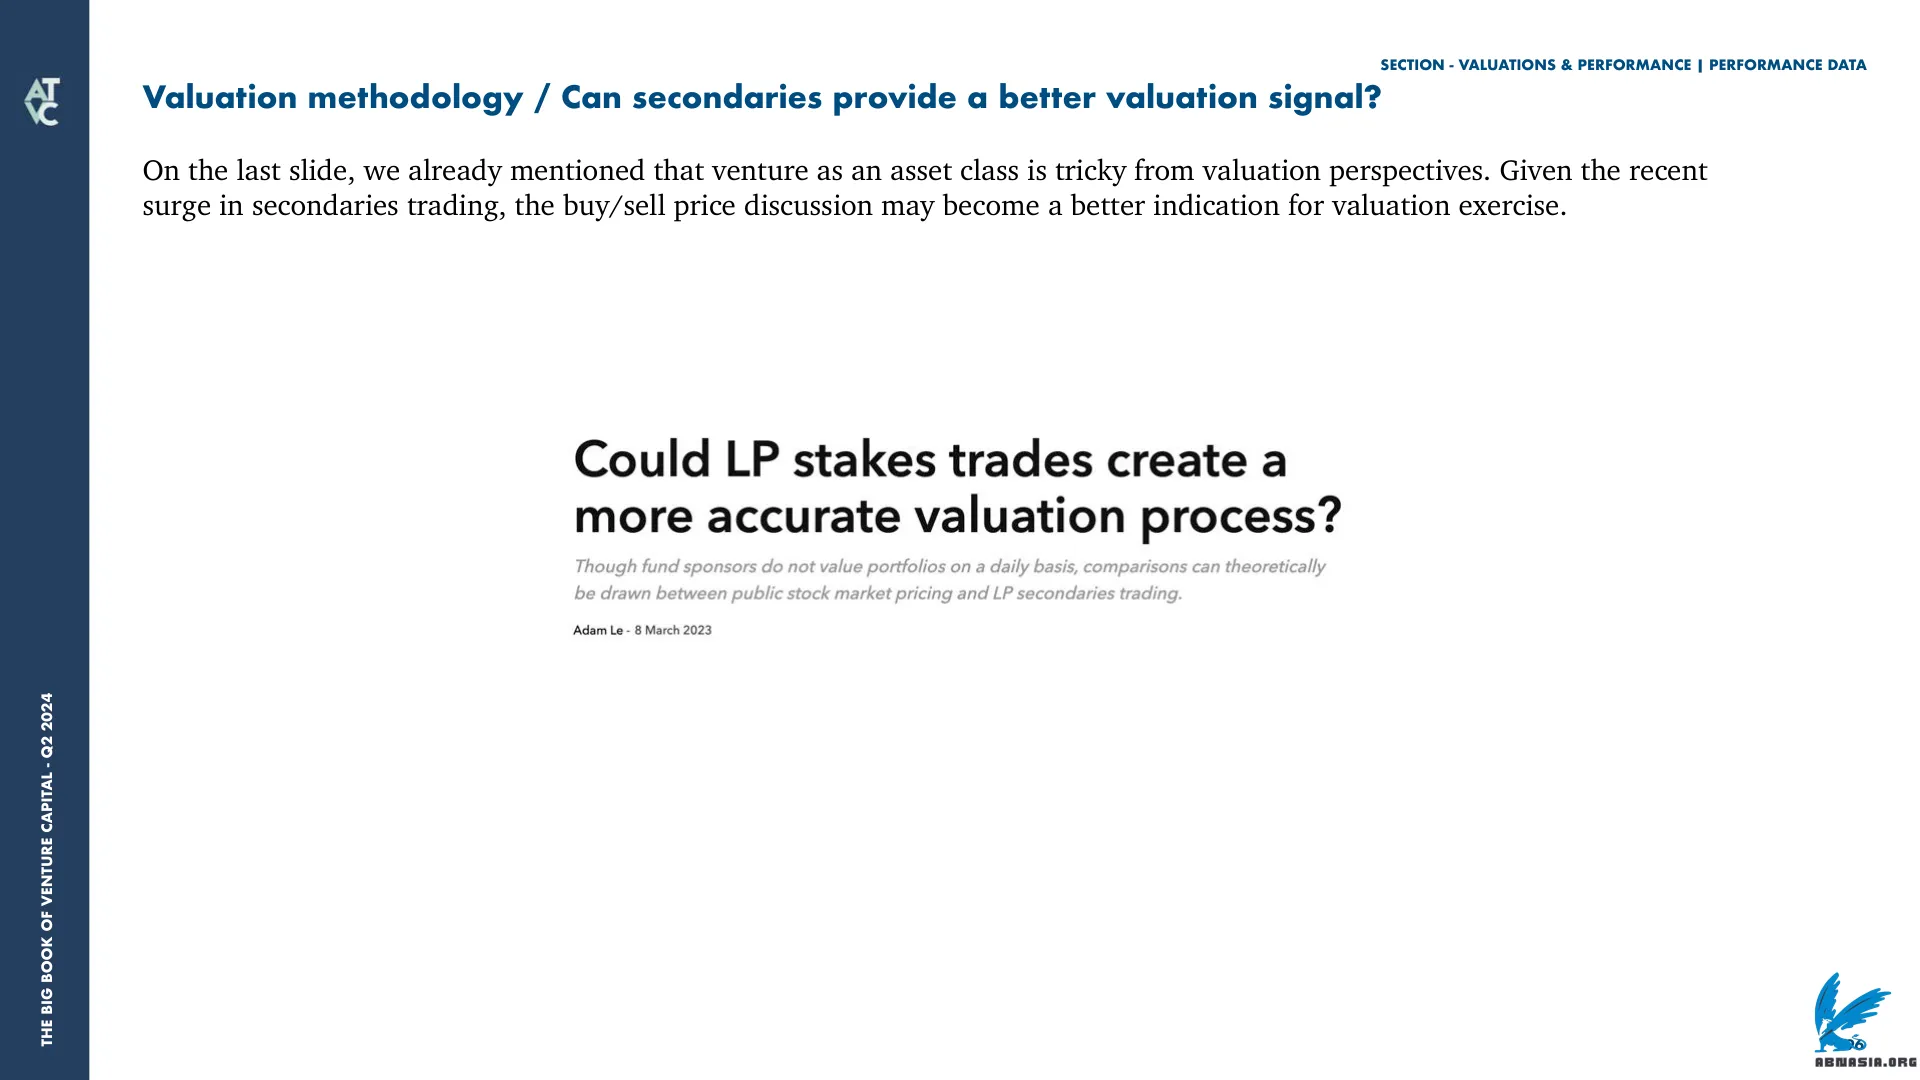 SECTION - VALUATIONS & PERFORMANCE | PERFORMANCE DATA
Valuation methodology / Can secondaries provide a better valuation signal?
On the last slide, we already mentioned that venture as an asset class is tricky from valuation perspectives. Given the recent
surge in secondaries trading, the buy/sell price discussion may become a better indication for valuation exercise.
Could LP stakes trades create a
more accurate valuation process?
Though fund sponsors do not value portfolios on a daily basis, comparisons can theoretically
be drawn between public stock market pricing and LP secondaries trading.
Adam Le - 8 March 2023
AT
VC
THE BIG BOOK OF VENTURE CAPITAL - Q2 2024
ABNASIA.ORG